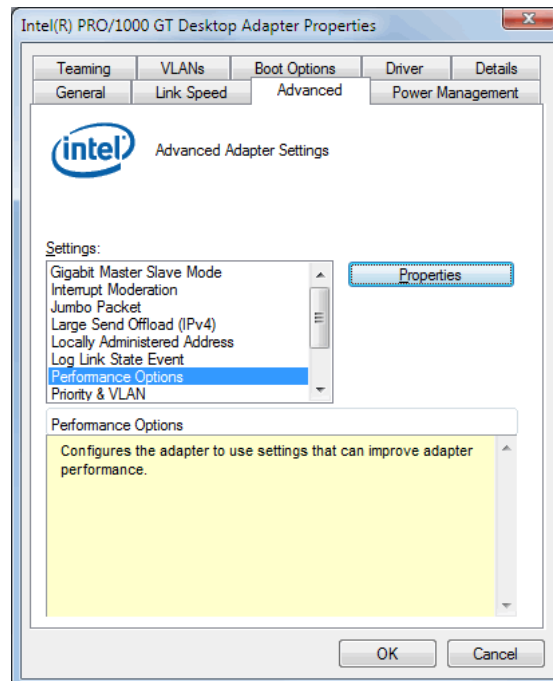 Intel(R) PRO/1000 GT Desktop Adapter Properties
Teaming
VLANs
Boot Options
Driver
Details
General
Link Speed
Advanced
Power Management
intel
Advanced Adapter Settings
Settings:
Gigabit Master Slave Mode
Interrupt Moderation
Jumbo Packet
Large Send Offload (IPv4)
Locally Administered Address
Log Link State Event
Performance Options
Priority & VLAN
Properties
Performance Options
Configures the adapter to use settings that can improve adapter
performance.
OK
Cancel